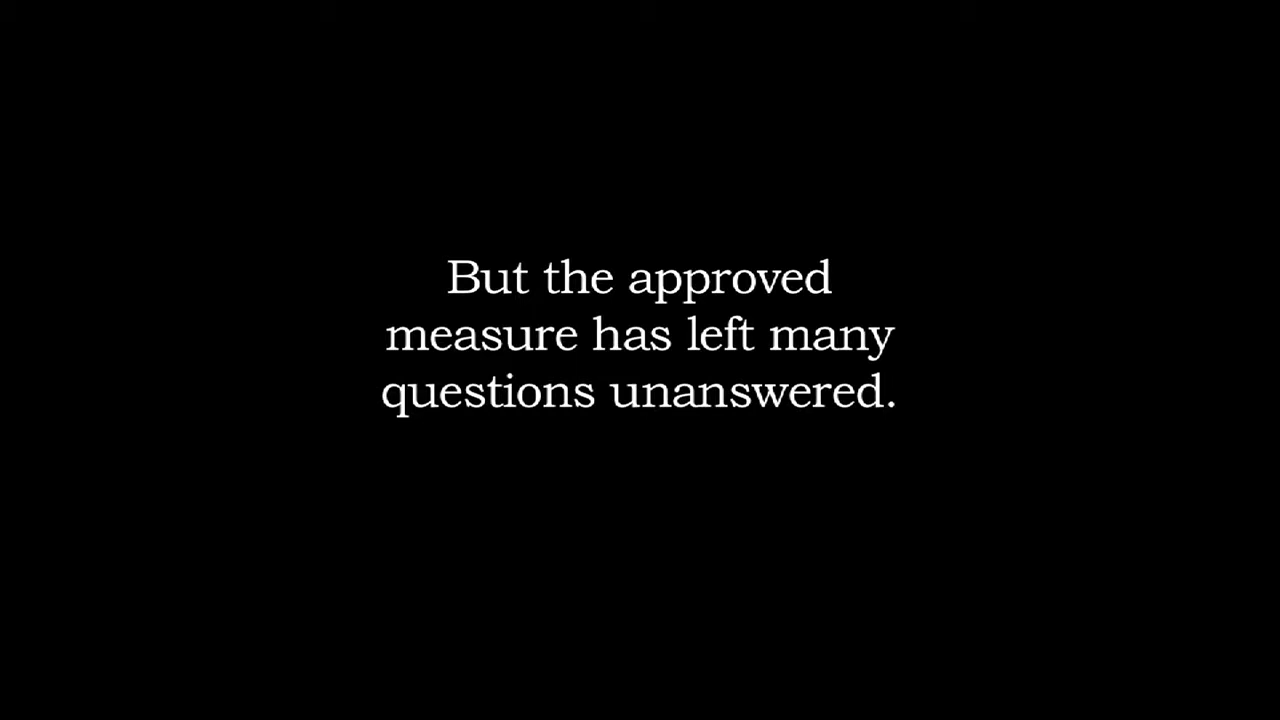 But the approved
measure has left many
questions unanswered.